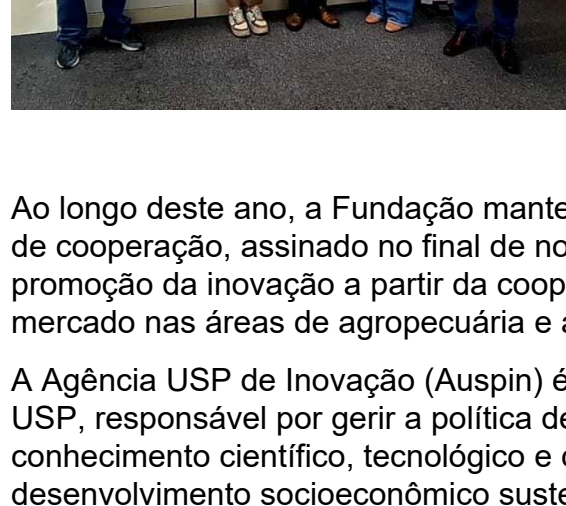 Ao longo deste ano, a Fundação mante
de cooperação, assinado no final de no
promoção da inovação a partir da coop
mercado nas áreas de agropecuária e a
A Agência USP de Inovação (Auspin) é
USP, responsável por gerir a política de
conhecimento científico, tecnológico e
desenvolvimento socioeconômico suste